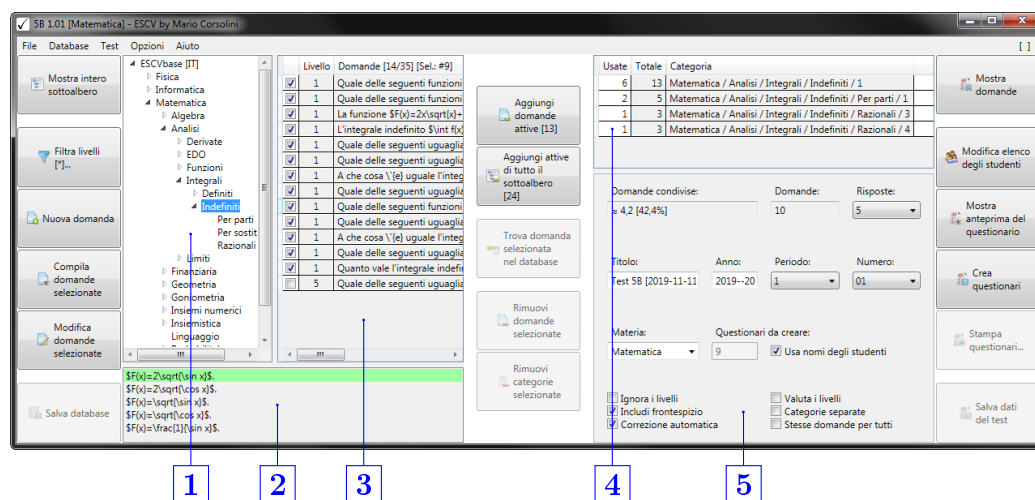 5B 1.01 [Matematica] - ESCV by Mario Corsolini
File Database Test Opzioni Aiuto [ ]
Mostra intero
sottoalbero
Filtra livelli
[*]...
Nuova domanda
Compila
domande
selezionate
Modifica
domande
selezionate
Salva database
ESCVbase [IT]
Fisica
Informatica
Matematica
Algebra
Analisi
Derivate
EDO
Funzioni
Integrali
Definiti
Indefiniti
Per parti
Per sostit
Razionali
Limiti
Finanziaria
Geometria
Goniometria
Insiemi numerici
Insiemistica
Linguaggio
Livello Domande [14/35] [Sel.: #9]
1 Quale delle seguenti funzioni
1 Quale delle seguenti funzioni
1 La funzione $F(x)=2x\sqrt{x}+
1 L'integrale indefinito $\int f(x)
1 Quale delle seguenti uguaglia
1 Quale delle seguenti uguaglia
1 A che cosa \`{e} uguale l'integ
1 Quale delle seguenti uguaglia
1 Quale delle seguenti funzioni
1 Quale delle seguenti uguaglia
1 A che cosa \`{e} uguale l'integ
1 Quale delle seguenti uguaglia
1 Quanto vale l'integrale indefin
5 Quale delle seguenti uguaglia
$F(x)=2\sqrt{\sin x}$.
$F(x)=2\sqrt{\cos x}$.
$F(x)=\sqrt{\sin x}$.
$F(x)=\sqrt{\cos x}$.
$F(x)=\frac{1}{\sin x}$.
Aggiungi
domande
attive [13]
Aggiungi attive
di tutto il
sottoalbero
[24]
Trova domanda
selezionata
nel database
Rimuovi
domande
selezionate
Rimuovi
categorie
selezionate
Usate Totale Categoria
6 13 Matematica / Analisi / Integrali / Indefiniti / 1
2 5 Matematica / Analisi / Integrali / Indefiniti / Per parti / 1
1 3 Matematica / Analisi / Integrali / Indefiniti / Razionali / 3
1 3 Matematica / Analisi / Integrali / Indefiniti / Razionali / 4
Domande condivise: Domande: Risposte:
≈ 4,2 [42,4%] 10 5
Titolo: Anno: Periodo: Numero:
Test 5B [2019-11-11 2019--20 1 01
Materia: Questionari da creare:
Matematica 9 Usa nomi degli studenti
Ignora i livelli Valuta i livelli
Includi frontespizio Categorie separate
Correzione automatica Stesse domande per tutti
Mostra
domande
Modifica elenco
degli studenti
Mostra
anteprima del
questionario
Crea
questionari
Stampa
questionari...
Salva dati
del test
1 2 3 4 5